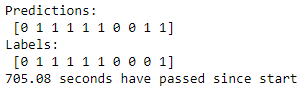 Predictions:
[0 1 1 1 1 1 0 0 1 1]
Labels:
[0 1 1 1 1 1 0 0 0 1]
705.08 seconds have passed since start